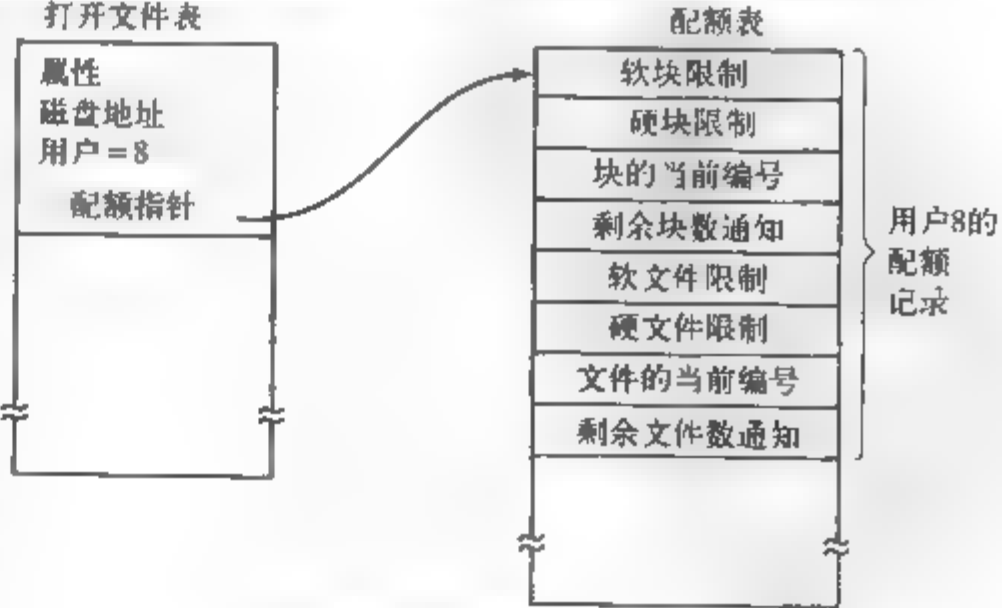 打开文件表
属性
磁盘地址
用户=8
配额指针
配额表
软块限制
硬块限制
块的当前编号
剩余块数通知
软文件限制
硬文件限制
文件的当前编号
剩余文件数通知
用户8的
配额
记录